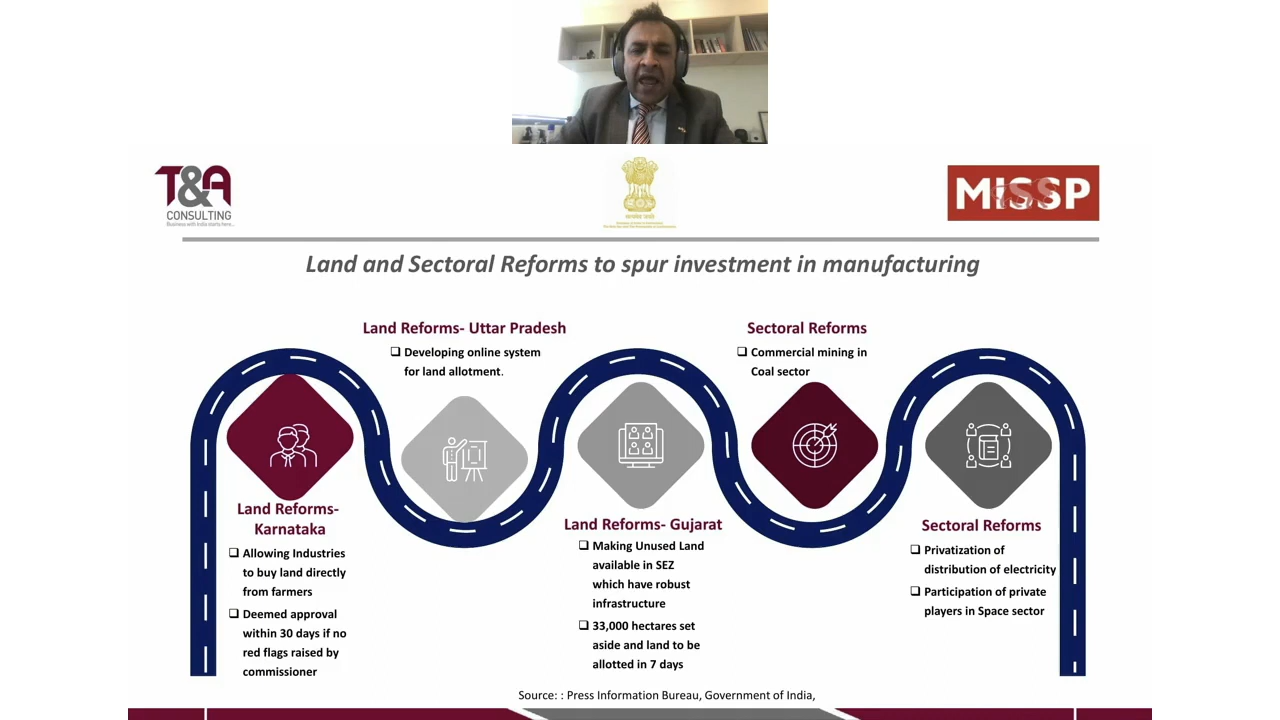 T&A
CONSULTING
Business with India starts here...
MISSP
Land and Sectoral Reforms to spur investment in manufacturing
Land Reforms- Uttar Pradesh
❑ Developing online system
for land allotment.
Sectoral Reforms
❑ Commercial mining in
Coal sector
Land Reforms-
Karnataka
❑ Allowing Industries
to buy land directly
from farmers
❑ Deemed approval
within 30 days if no
red flags raised by
commissioner
Land Reforms- Gujarat
❑ Making Unused Land
available in SEZ
which have robust
infrastructure
❑ 33,000 hectares set
aside and land to be
allotted in 7 days
Sectoral Reforms
❑ Privatization of
distribution of electricity
❑ Participation of private
players in Space sector
Source: : Press Information Bureau, Government of India,